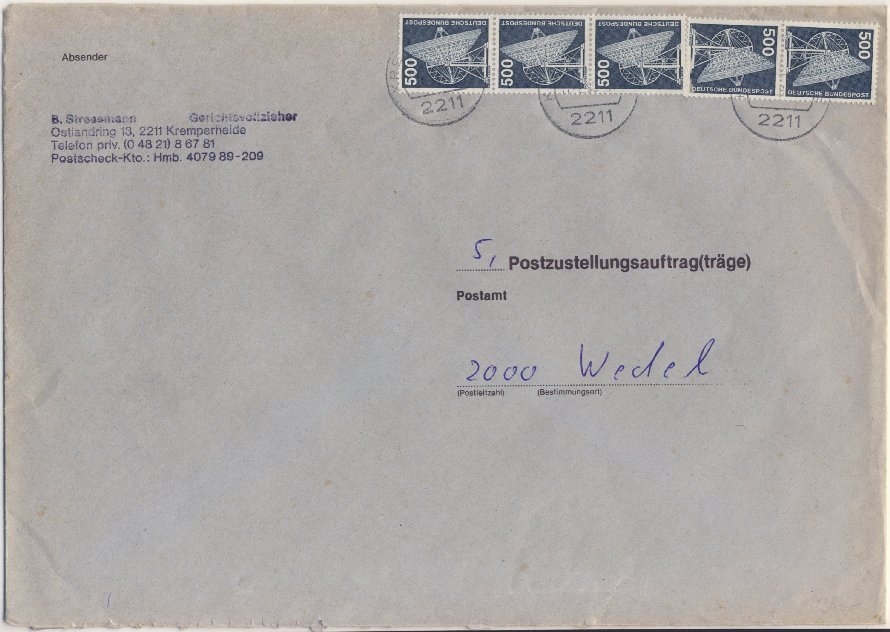 DEUTSCHE BUNDESPOST
500
DEUTSCHE BUNDESPOST
500
DEUTSCHE BUNDESPOST
500
500
DEUTSCHE BUNDESPOST
500
DEUTSCHE BUNDESPOST
2211
2211
2211
Absender
B. Stressmann Gerichtsvollzieher
Ostlandring 13, 2211 Kremperheide
Telefon priv. (0 48 21) 8 67 81
Postscheck-Kto.: Hmb. 4079 89-209
5, Postzustellungsauftrag(träge)
Postamt
2000 Wedel
(Postleitzahl) (Bestimmungsort)